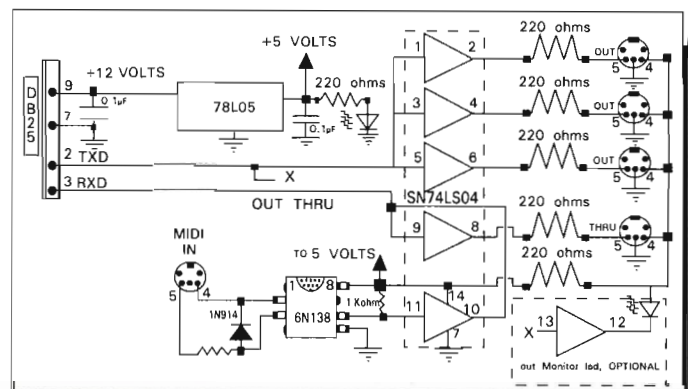 220 ohms
+5 VOLTS
1
2
OUT
5
4
9
+12 VOLTS
220 ohms
220 ohms
D
B
2
5
0.1µF
78L05
3
4
OUT
5
4
7
0.1µF
220 ohms
2
TXD
5
6
OUT
5
4
X
3
RXD
OUT THRU
SN74LS04
220 ohms
MIDI
IN
9
8
THRU
5
4
TO 5 VOLTS
220 ohms
5
4
1
8
14
1N914
6N138
1 Kohm
11
10
X
13
12
7
out Monitor led, OPTIONAL